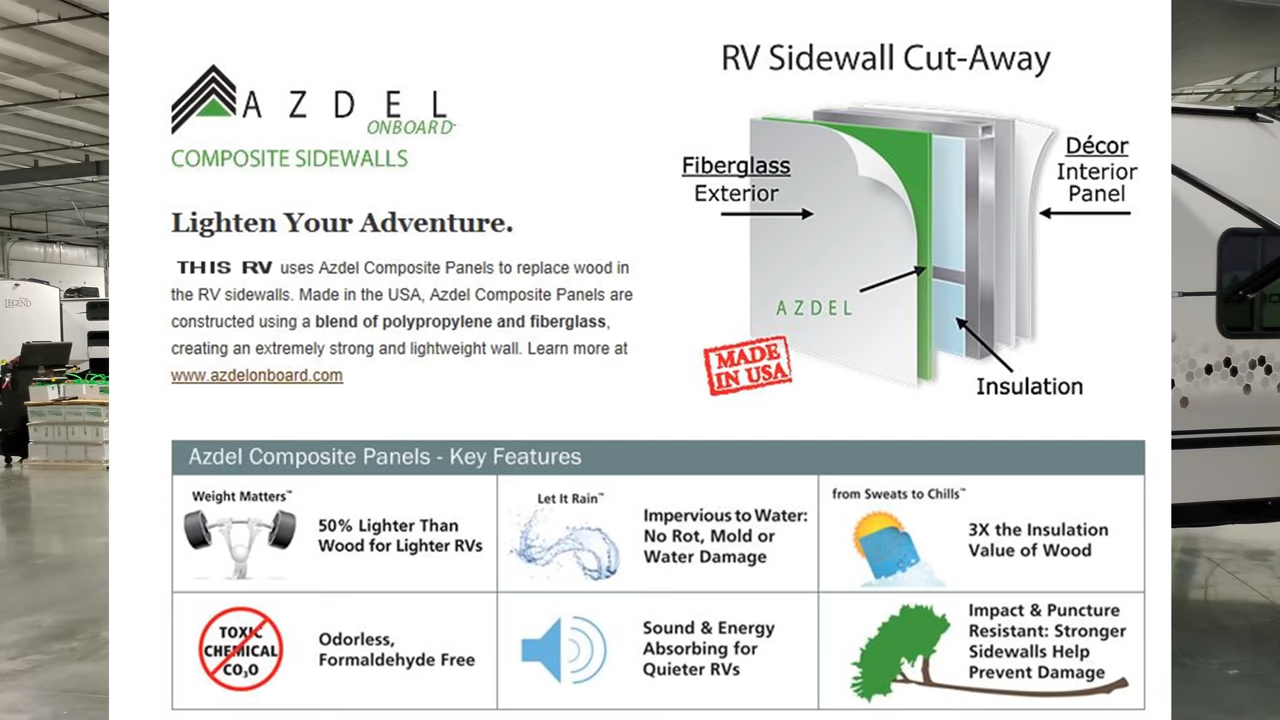 AZDEL
ONBOARD
COMPOSITE SIDEWALLS
Lighten Your Adventure.
THIS RV uses Azdel Composite Panels to replace wood in
the RV sidewalls. Made in the USA, Azdel Composite Panels are
constructed using a blend of polypropylene and fiberglass,
creating an extremely strong and lightweight wall. Learn more at
www.azdelonboard.com
RV Sidewall Cut-Away
Fiberglass
Exterior
Décor
Interior
Panel
AZDEL
MADE
IN USA
Insulation
LEGEND
Azdel Composite Panels - Key Features
Weight Matters™
50% Lighter Than
Wood for Lighter RVs
Let It Rain™
Impervious to Water:
No Rot, Mold or
Water Damage
from Sweats to Chills™
3X the Insulation
Value of Wood
TOXIC
CHEMICAL
CO₃O
Odorless,
Formaldehyde Free
Sound & Energy
Absorbing for
Quieter RVs
Impact & Puncture
Resistant: Stronger
Sidewalls Help
Prevent Damage